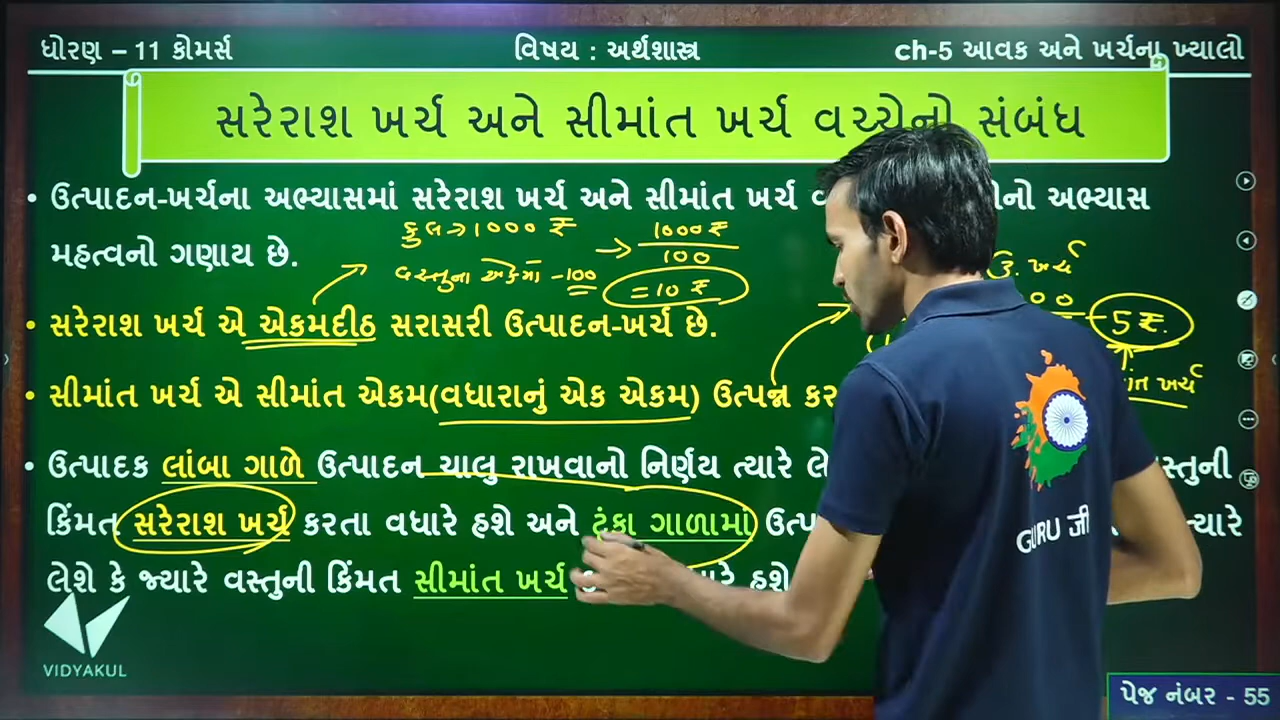 ધોરણ – 11 કોમર્સ
વિષય : અર્થશાસ્ત્ર
ch-5 આવક અને ખર્ચના ખ્યાલો
સરેરાશ ખર્ચ અને સીમાંત ખર્ચ વચ્ચેનો સંબંધ
• ઉત્પાદન-ખર્ચના અભ્યાસમાં સરેરાશ ખર્ચ અને સીમાંત ખર્ચ અભ્યાસ
મહત્વનો ગણાય છે.
કુલ → 1000 ₹
વસ્તુના એકમો – 100
→ 1000 ₹
100
= 10 ₹
ઉ. ખર્ચ
5 ₹.
ખર્ચ
• સરેરાશ ખર્ચ એ એકમદીઠ સરાસરી ઉત્પાદન-ખર્ચ છે.
• સીમાંત ખર્ચ એ સીમાંત એકમ(વધારાનું એક એકમ) ઉત્પન્ન
• ઉત્પાદક લાંબા ગાળે ઉત્પાદન ચાલુ રાખવાનો નિર્ણય ત્યારે
કિંમત સરેરાશ ખર્ચ કરતા વધારે હશે અને ટૂંકા ગાળામા ત્યારે
લેશે કે જ્યારે વસ્તુની કિંમત સીમાંત ખર્ચ હશે
GURU જી
VIDYAKUL
પેજ નંબર - 55